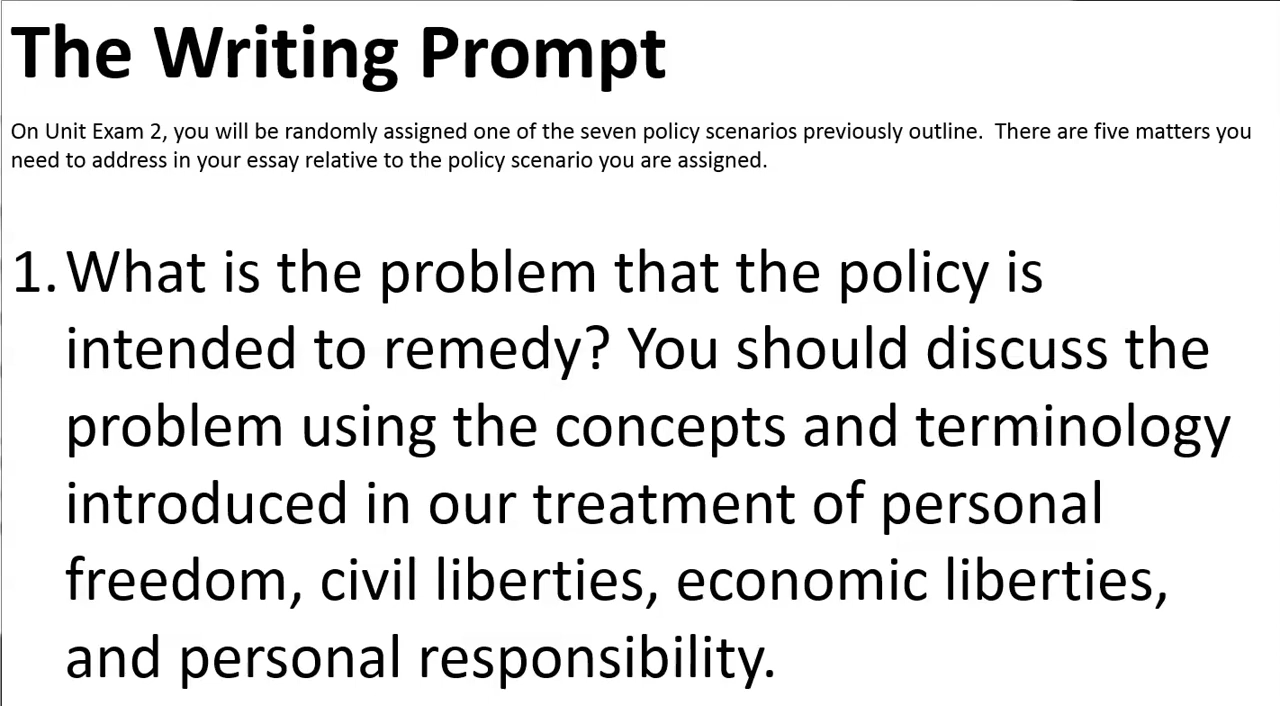 The Writing Prompt
On Unit Exam 2, you will be randomly assigned one of the seven policy scenarios previously outline.  There are five matters you
need to address in your essay relative to the policy scenario you are assigned.
1. What is the problem that the policy is
intended to remedy? You should discuss the
problem using the concepts and terminology
introduced in our treatment of personal
freedom, civil liberties, economic liberties,
and personal responsibility.